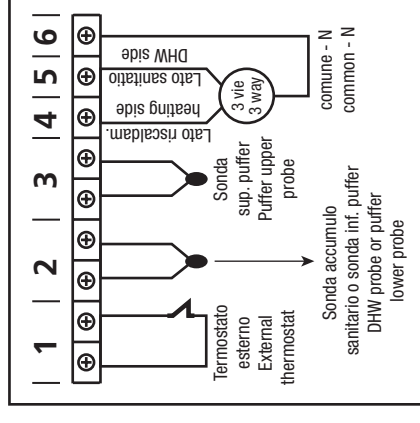 1
2
3
4
5
6
Termostato
esterno
External
thermostat
Sonda accumulo
sanitario o sonda inf. puffer
DHW probe or puffer
lower probe
Sonda
sup. puffer
Puffer upper
probe
Lato riscaldam.
heating side
Lato sanitatio
DHW side
3 vie
3 way
comune - N
common - N